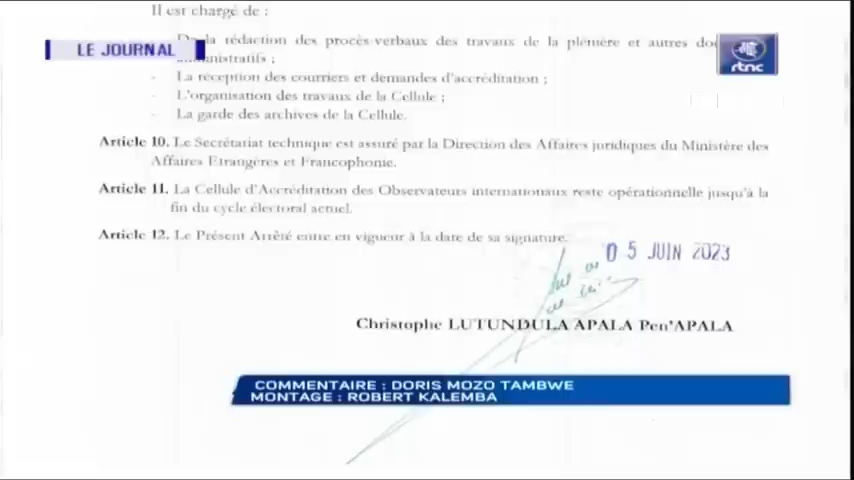 Il est chargé de :
- De la rédaction des procès-verbaux des travaux de la plénière et autres
LE JOURNAL
rtnc
- La réception des courriers et demandes d'accréditation ;
- L'organisation des travaux de la Cellule ;
- La garde des archives de la Cellule.
Article 10. Le Secrétariat technique est assuré par la Direction des Affaires juridiques du Ministère des
Affaires Etrangères et Francophonie.
Article 11. La Cellule d'Accréditation des Observateurs internationaux reste opérationnelle jusqu'à la
fin du cycle électoral actuel.
Article 12. Le Présent Arrêté entre en vigueur à la date de sa signature.
0 5 JUIN 2023
Christophe LUTUNDULA APALA Pen'APALA
COMMENTAIRE : DORIS MOZO TAMBWE
MONTAGE : ROBERT KALEMBA